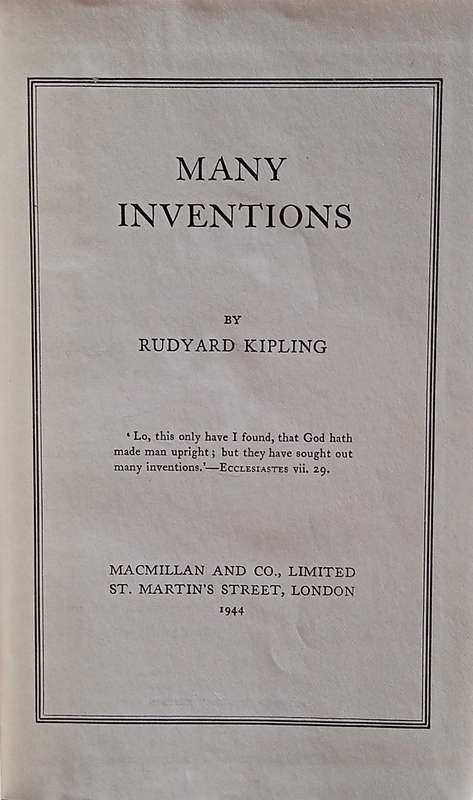 MANY
INVENTIONS
BY
RUDYARD KIPLING
‘Lo, this only have I found, that God hath
made man upright; but they have sought out
many inventions.’—ECCLESIASTES vii. 29.
MACMILLAN AND CO., LIMITED
ST. MARTIN'S STREET, LONDON
1944